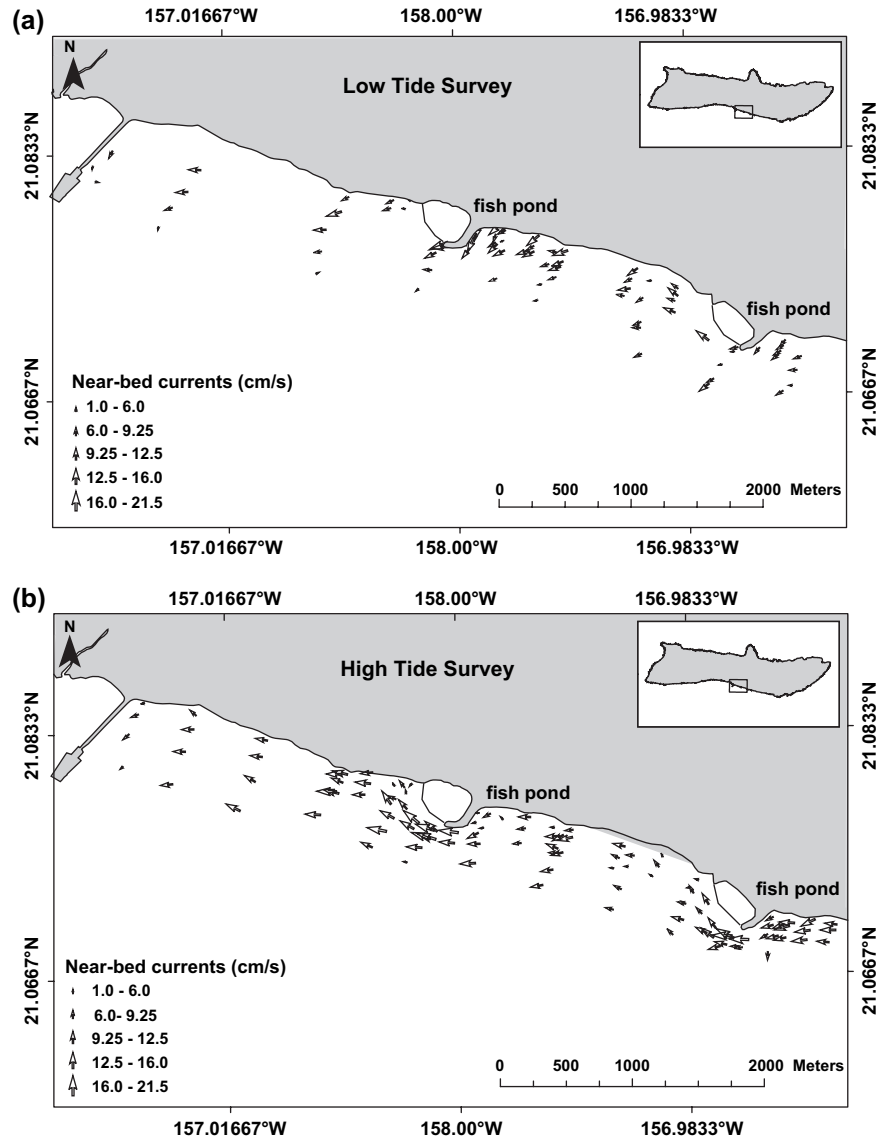 (a)
157.01667°W 158.00°W 156.9833°W
N
Low Tide Survey
21.0833°N
21.0833°N
fish pond
fish pond
Near-bed currents (cm/s)
1.0 - 6.0
6.0 - 9.25
9.25 - 12.5
12.5 - 16.0
16.0 - 21.5
21.0667°N
21.0667°N
0 500 1000 2000 Meters
157.01667°W 158.00°W 156.9833°W
(b)
157.01667°W 158.00°W 156.9833°W
N
High Tide Survey
21.0833°N
21.0833°N
fish pond
fish pond
Near-bed currents (cm/s)
1.0 - 6.0
6.0- 9.25
9.25 - 12.5
12.5 - 16.0
16.0 - 21.5
21.0667°N
21.0667°N
0 500 1000 2000 Meters
157.01667°W 158.00°W 156.9833°W